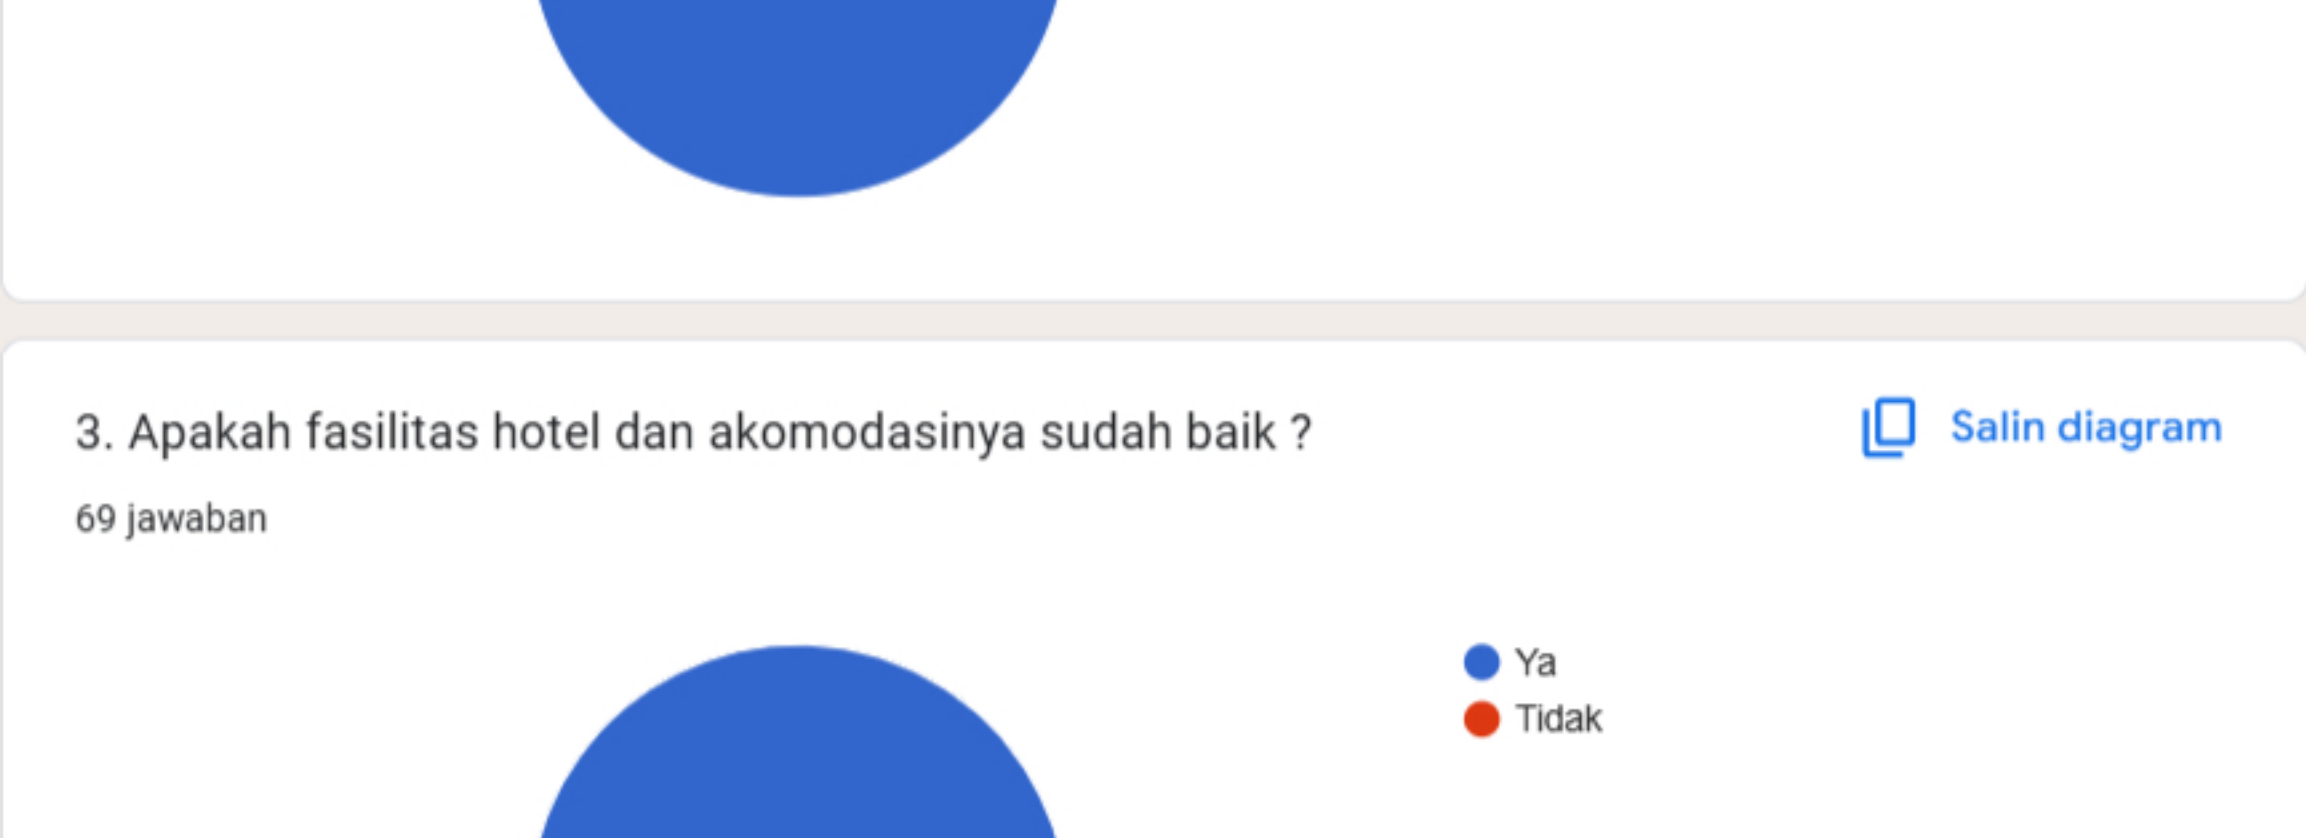 3. Apakah fasilitas hotel dan akomodasinya sudah baik ?
Salin diagram
69 jawaban
Ya
Tidak